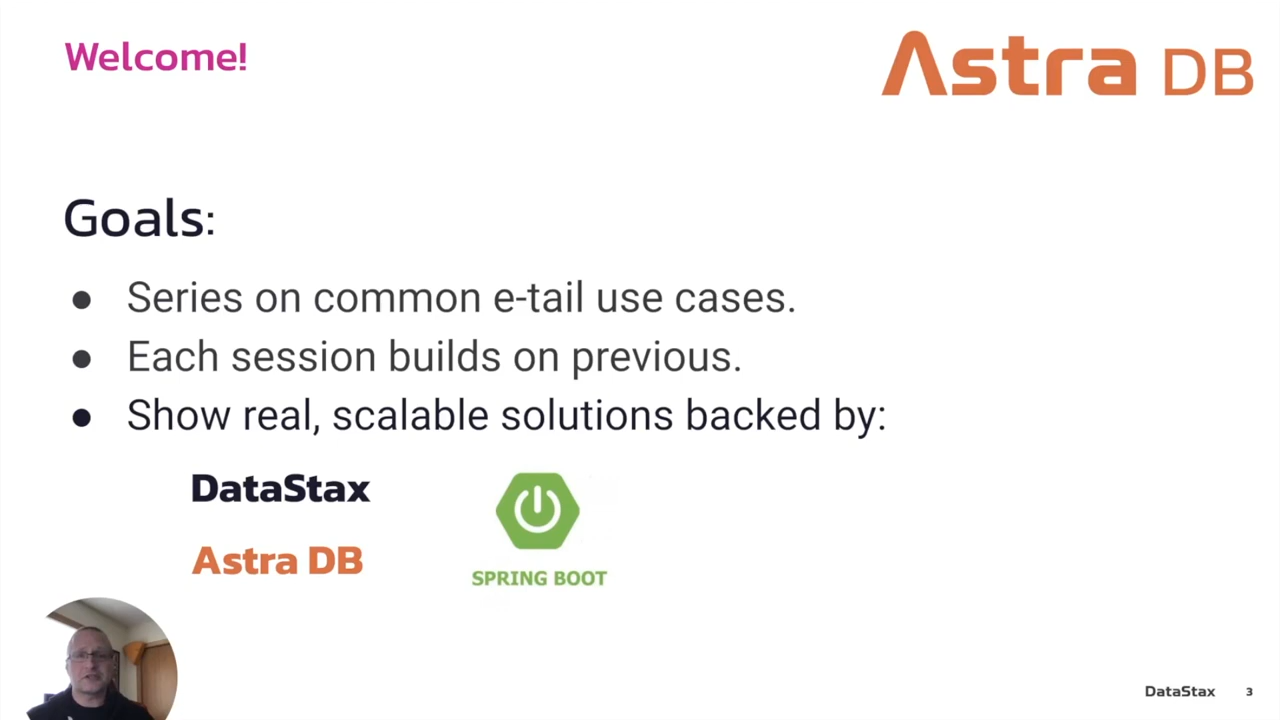 Welcome!
Astra DB
Goals:
● Series on common e-tail use cases.
● Each session builds on previous.
● Show real, scalable solutions backed by:
DataStax
Astra DB
SPRING BOOT
DataStax 3